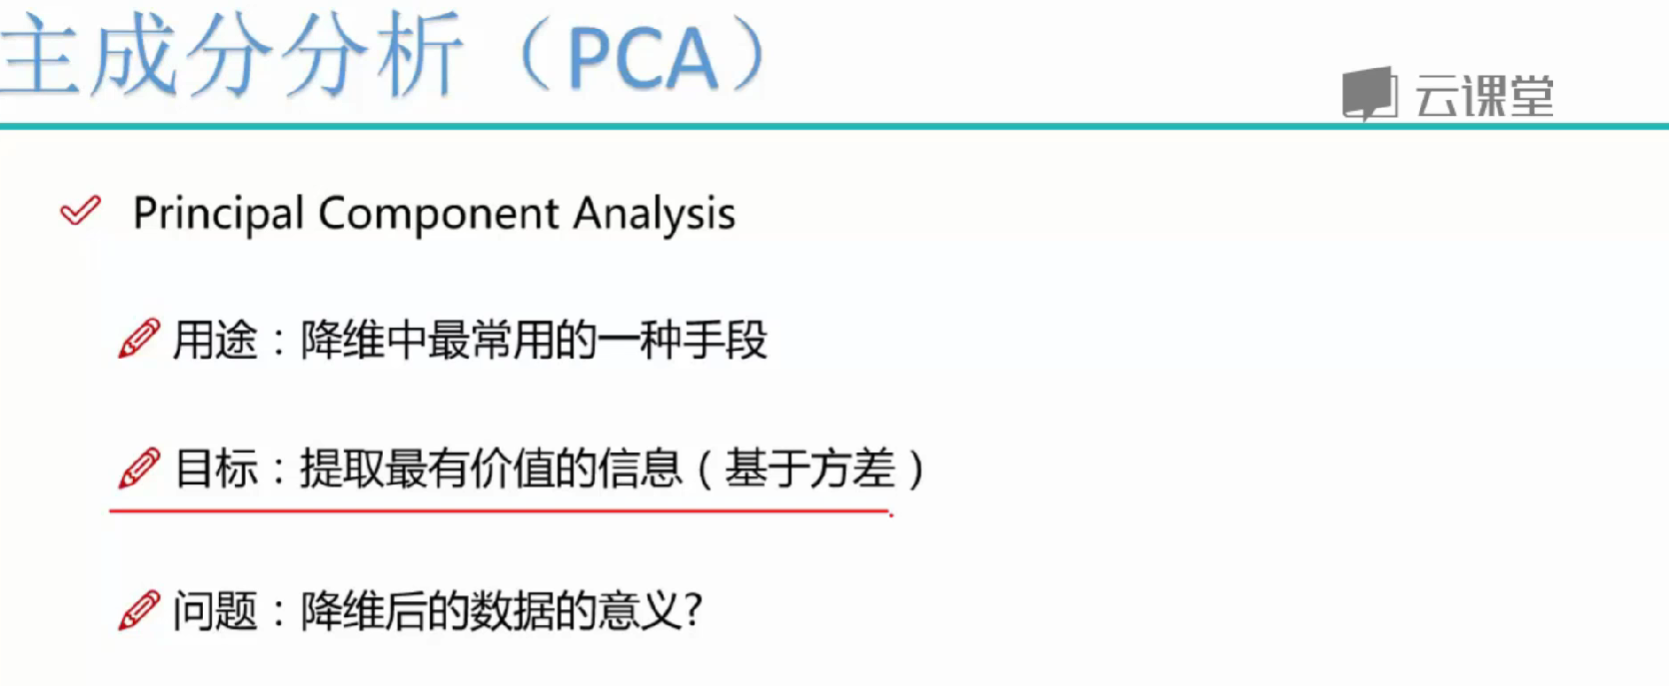 主成分分析（PCA）
云课堂
Principal Component Analysis
用途：降维中最常用的一种手段
目标：提取最有价值的信息（基于方差）
问题：降维后的数据的意义?